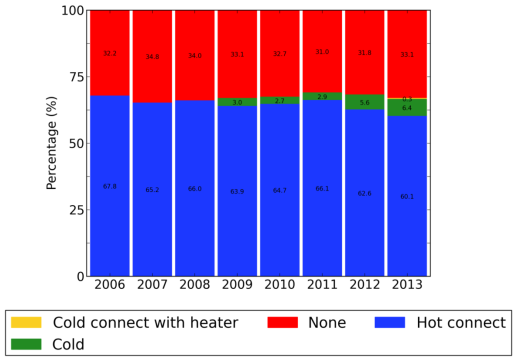 100
75
50
25
0
Percentage (%)
32.2 34.8 34.0 33.1 32.7 31.0 31.8 33.1
0.3
3.0 2.7 2.9 5.6 6.4
67.8 65.2 66.0 63.9 64.7 66.1 62.6 60.1
2006 2007 2008 2009 2010 2011 2012 2013
Cold connect with heater None Hot connect
Cold